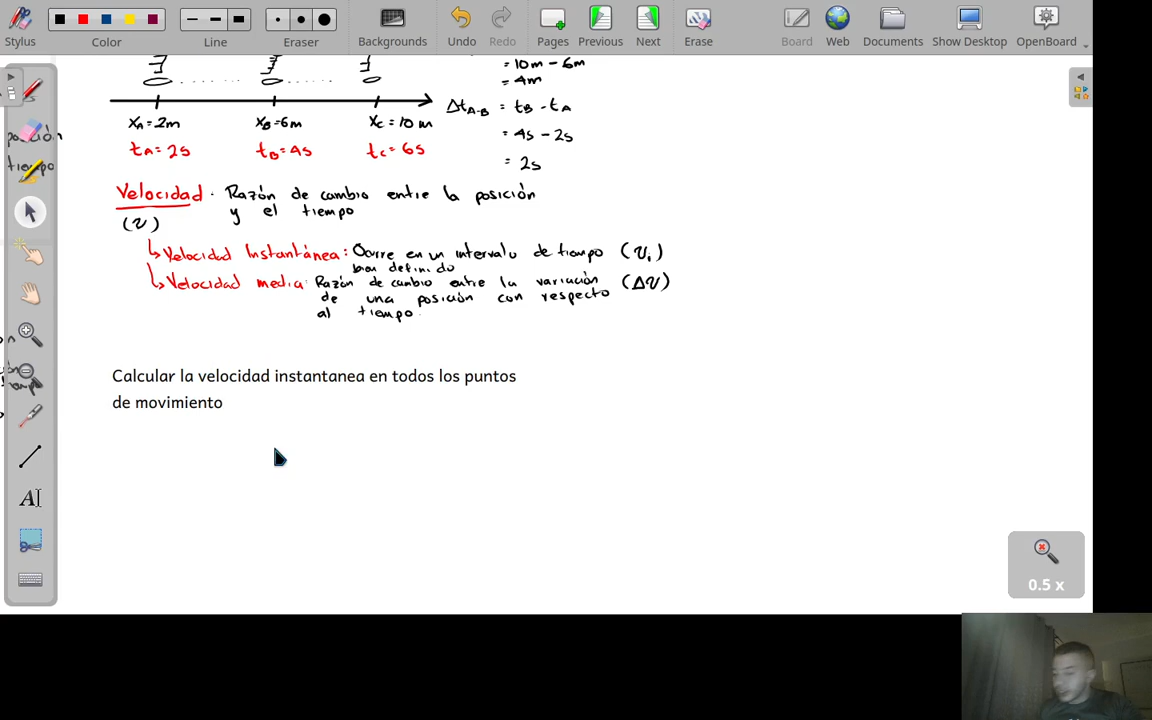 Stylus
Color
Line
Eraser
Backgrounds
Undo
Redo
Pages
Previous
Next
Erase
Board
Web
Documents
Show Desktop
OpenBoard
= 10m - 6m
= 4m
Δt A-B = tB - tA
= 4s - 2s
= 2s
XA = 2m XB = 6m XC = 10 m
tA = 2s tB = 4s tC = 6s
posición
tiempo
Velocidad . Razón de cambio entre la posición
y el tiempo
(v)
Velocidad Instantánea: Ocurre en un intervalo de tiempo (vi)
bien definido
Velocidad media: Razón de cambio entre la variación (Δv)
de una posición con respecto
al tiempo.
Calcular la velocidad instantanea en todos los puntos
de movimiento
0.5 x